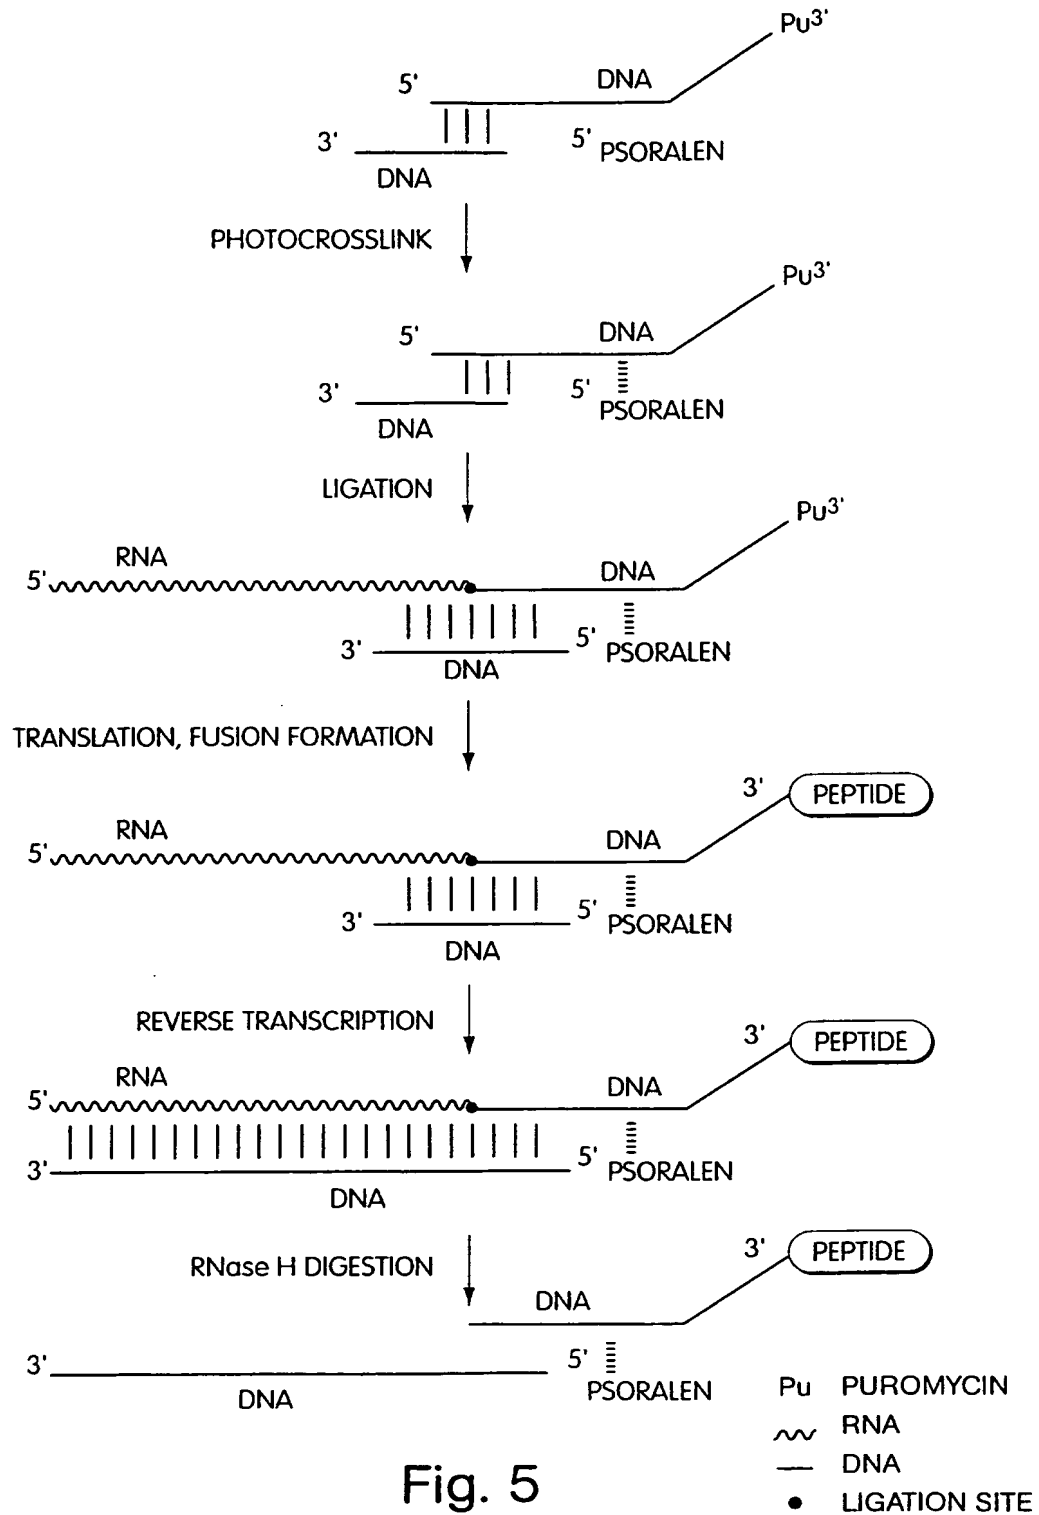 Pu3'
5' DNA
3' 5' PSORALEN
DNA
PHOTOCROSSLINK
Pu3'
5' DNA
3' 5' PSORALEN
DNA
LIGATION
Pu3'
RNA DNA
5'
3' 5' PSORALEN
DNA
TRANSLATION, FUSION FORMATION
3' PEPTIDE
RNA DNA
5'
3' 5' PSORALEN
DNA
REVERSE TRANSCRIPTION
3' PEPTIDE
RNA DNA
5'
3' 5' PSORALEN
DNA
RNase H DIGESTION
3' PEPTIDE
DNA
3' 5' PSORALEN
DNA
Pu PUROMYCIN
RNA
DNA
LIGATION SITE
Fig. 5